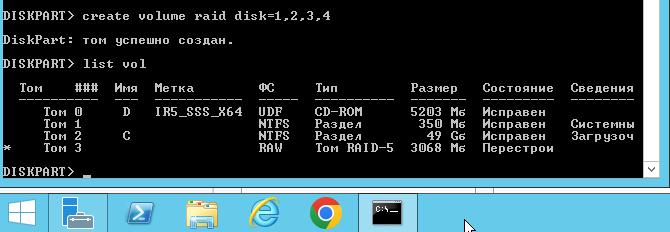 DISKPART> create volume raid disk=1,2,3,4
DiskPart: том успешно создан.
DISKPART> list vol
Том ### Имя Метка ФС Тип Размер Состояние Сведения
---------- --- ----------- ----- ---------- ------- --------- --------
Том 0 D IR5_SSS_X64 UDF CD-ROM 5203 Мб Исправен
Том 1 NTFS Раздел 350 Мб Исправен Системны
Том 2 C NTFS Раздел 49 Gб Исправен Загрузоч
* Том 3 RAW Том RAID-5 3068 Мб Перестрои
DISKPART> _
C:\_